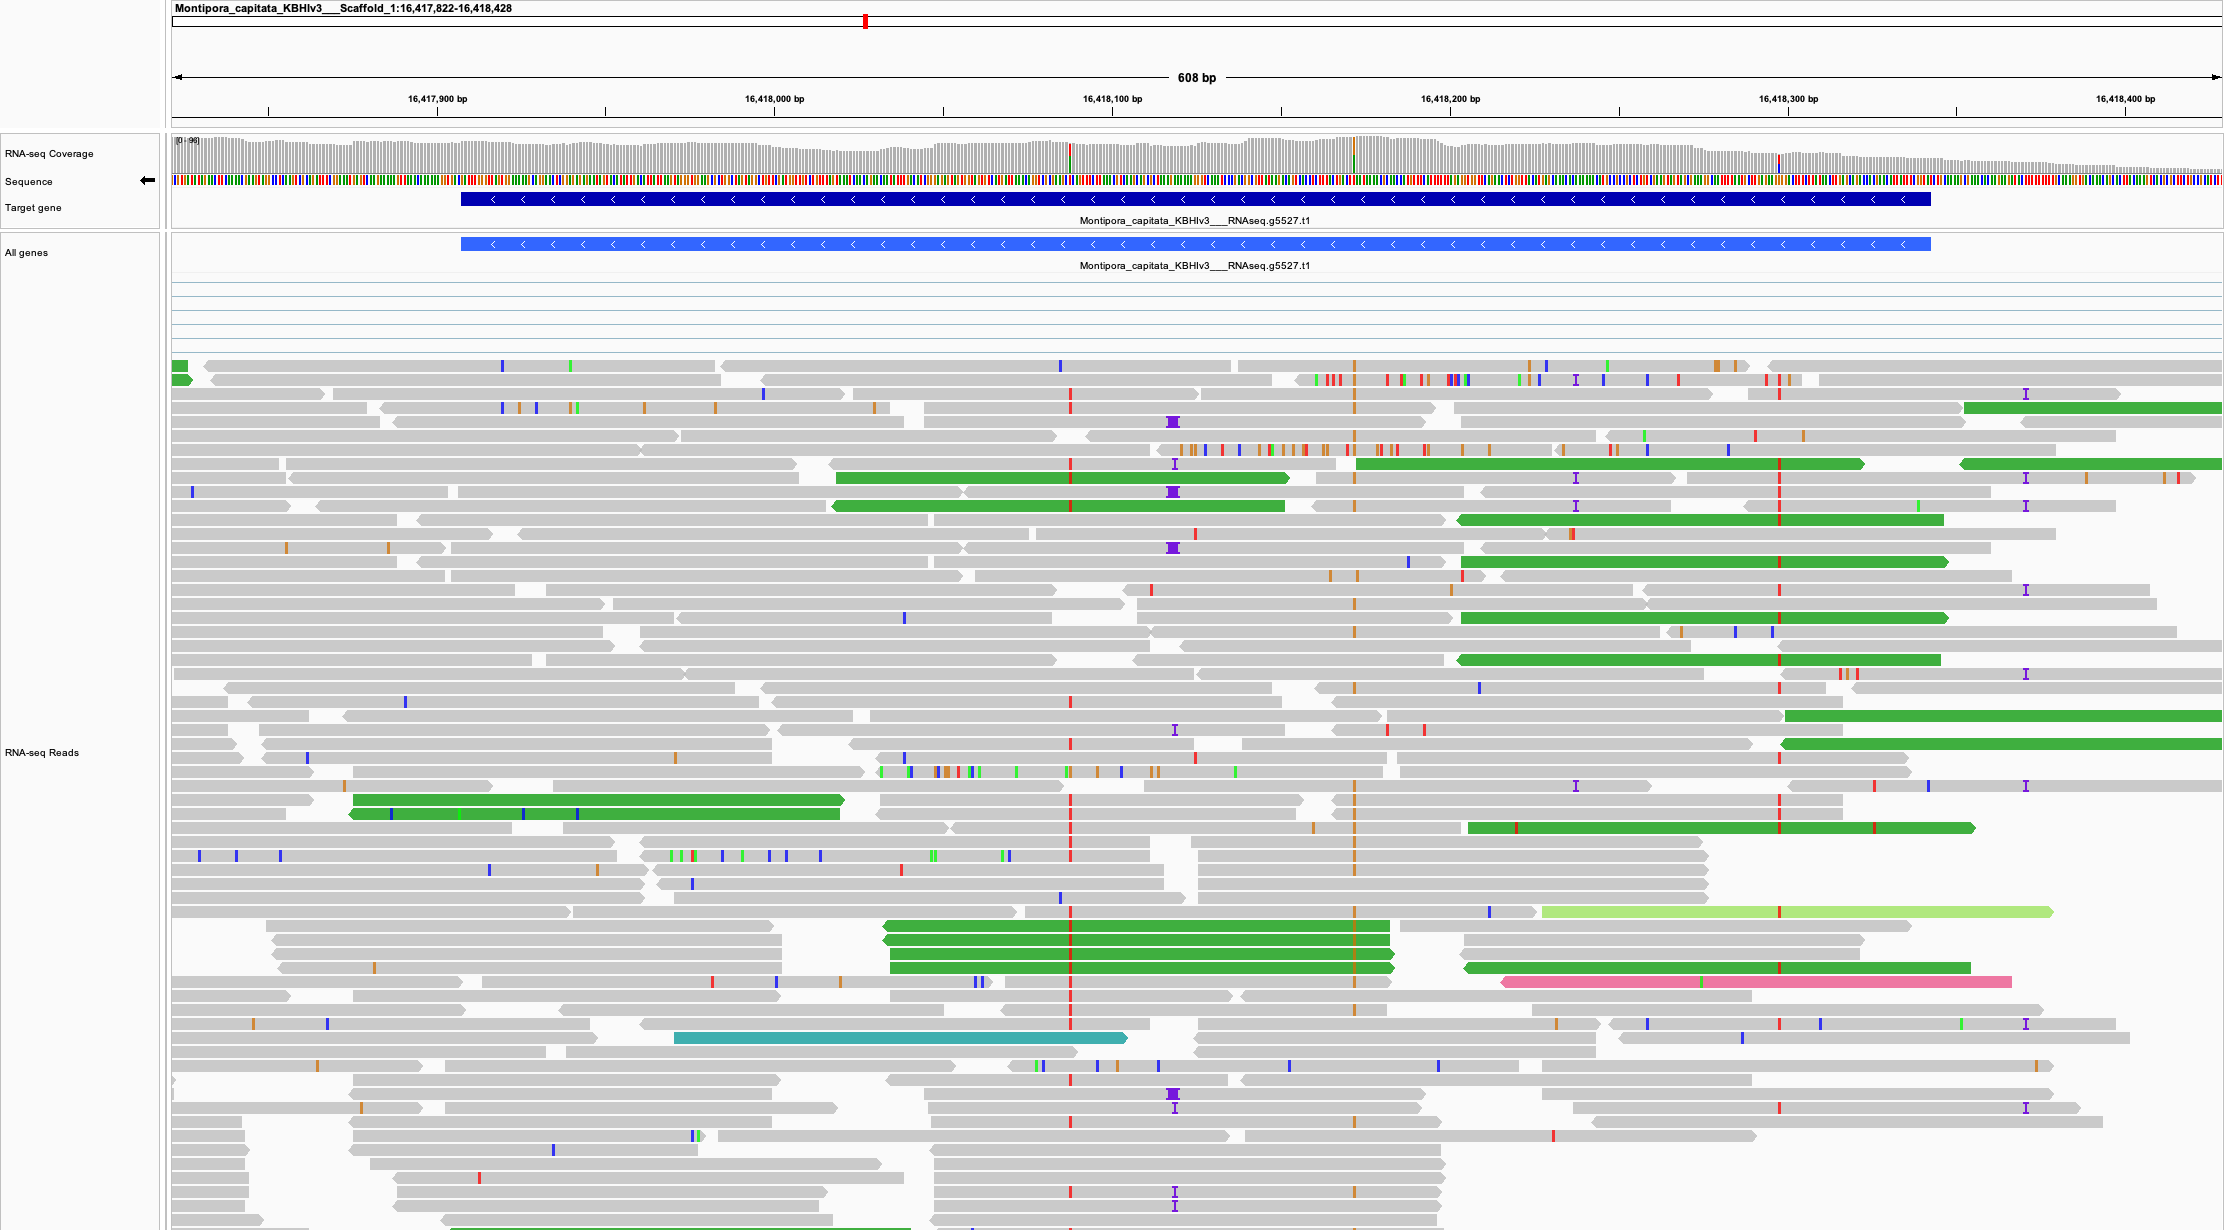 Montipora_capitata_KBHIv3___Scaffold_1:16,417,822-16,418,428
608 bp
16,417,900 bp 16,418,000 bp 16,418,100 bp 16,418,200 bp 16,418,300 bp 16,418,400 bp
[0 - 96]
RNA-seq Coverage
Sequence
Target gene
Montipora_capitata_KBHIv3___RNAseq.g5527.t1
All genes
Montipora_capitata_KBHIv3___RNAseq.g5527.t1
RNA-seq Reads